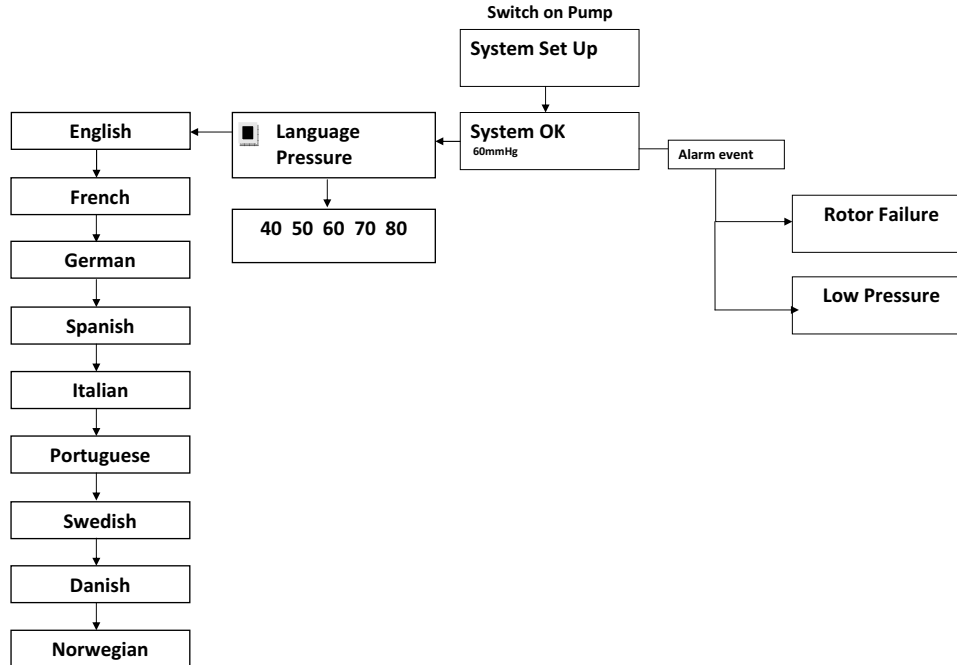 Switch on Pump
System Set Up
System OK
60mmHg
Language
Pressure
40 50 60 70 80
Alarm event
Rotor Failure
Low Pressure
English
French
German
Spanish
Italian
Portuguese
Swedish
Danish
Norwegian